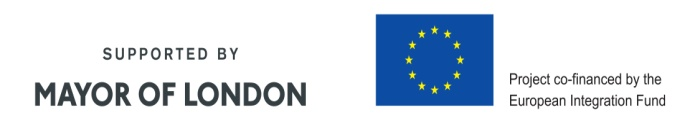 SUPPORTED BY
MAYOR OF LONDON
Project co-financed by the
European Integration Fund